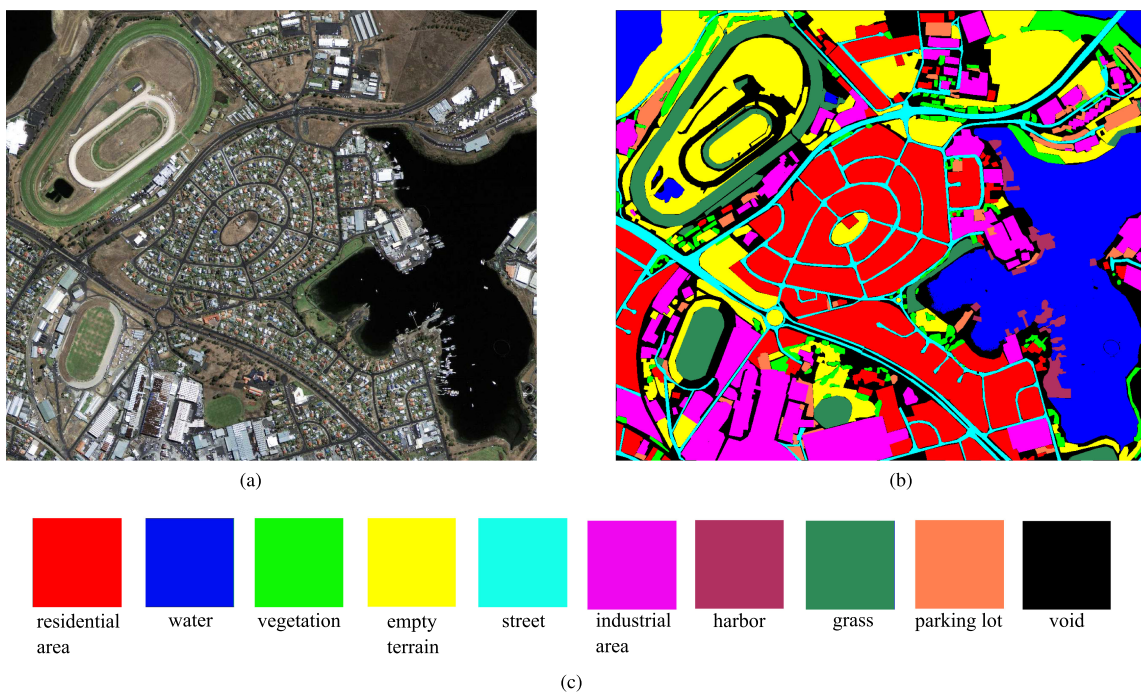 (a) (b)
residential water vegetation empty street industrial harbor grass parking lot void
area terrain area
(c)